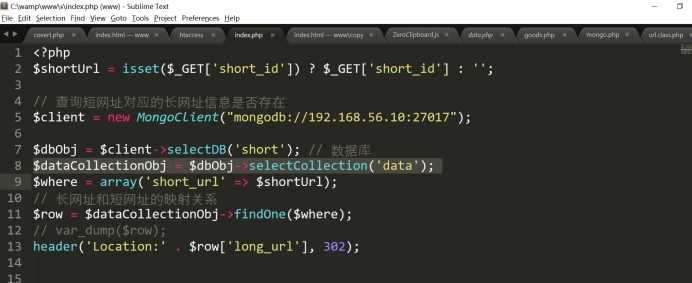 C:\wamp\www\s\index.php (www) - Sublime Text
File Edit Selection Find View Goto Tools Project Preferences Help
covert.php × index.html — www × .htaccess × index.php × index.html — www\copy × ZeroClipboard.js × data.php × goods.php × mongo.php × url.class.php
1 <?php
2 $shortUrl = isset($_GET['short_id']) ? $_GET['short_id'] : '';
3
4 // 查询短网址对应的长网址信息是否存在
5 $client = new MongoClient("mongodb://192.168.56.10:27017");
6
7 $dbObj = $client->selectDB('short'); // 数据库
8 $dataCollectionObj = $dbObj->selectCollection('data');
9 $where = array('short_url' => $shortUrl);
10 // 长网址和短网址的映射关系
11 $row = $dataCollectionObj->findOne($where);
12 // var_dump($row);
13 header('Location:' . $row['long_url'], 302);
14
15